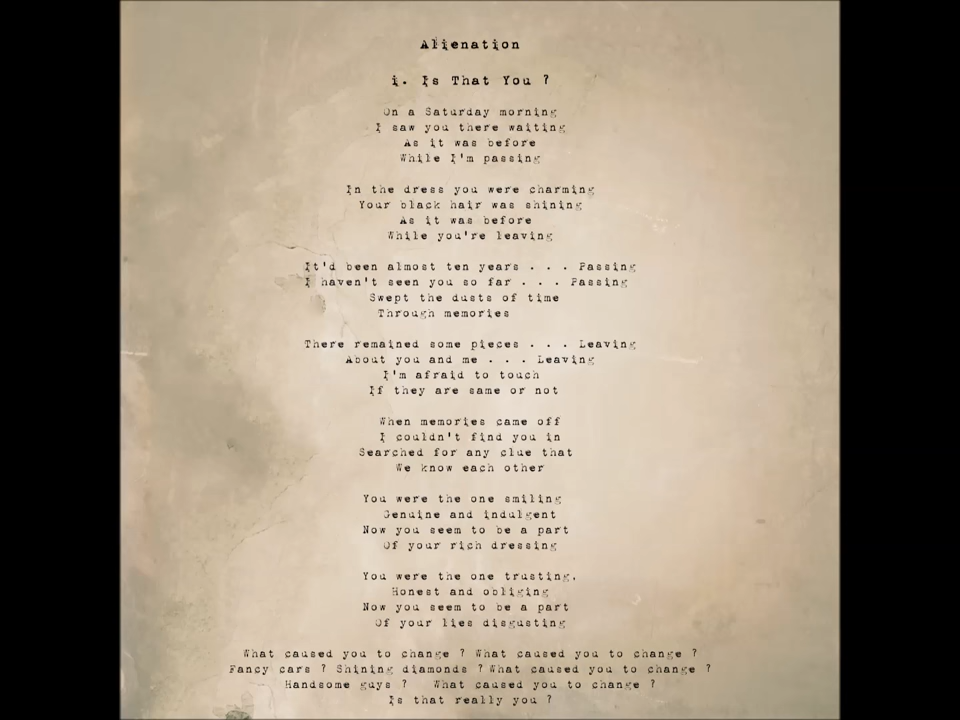 Alienation
i. Is That You ?
On a Saturday morning
I saw you there waiting
As it was before
While I'm passing
In the dress you were charming
Your black hair was shining
As it was before
While you're leaving
It'd been almost ten years . . . Passing
I haven't seen you so far . . . Passing
Swept the dusts of time
Through memories
There remained some pieces . . . Leaving
About you and me . . . Leaving
I'm afraid to touch
If they are same or not
When memories came off
I couldn't find you in
Searched for any clue that
We know each other
You were the one smiling
Genuine and indulgent
Now you seem to be a part
Of your rich dressing
You were the one trusting,
Honest and obliging
Now you seem to be a part
Of your lies disgusting
What caused you to change ? What caused you to change ?
Fancy cars ? Shining diamonds ? What caused you to change ?
Handsome guys ? What caused you to change ?
Is that really you ?